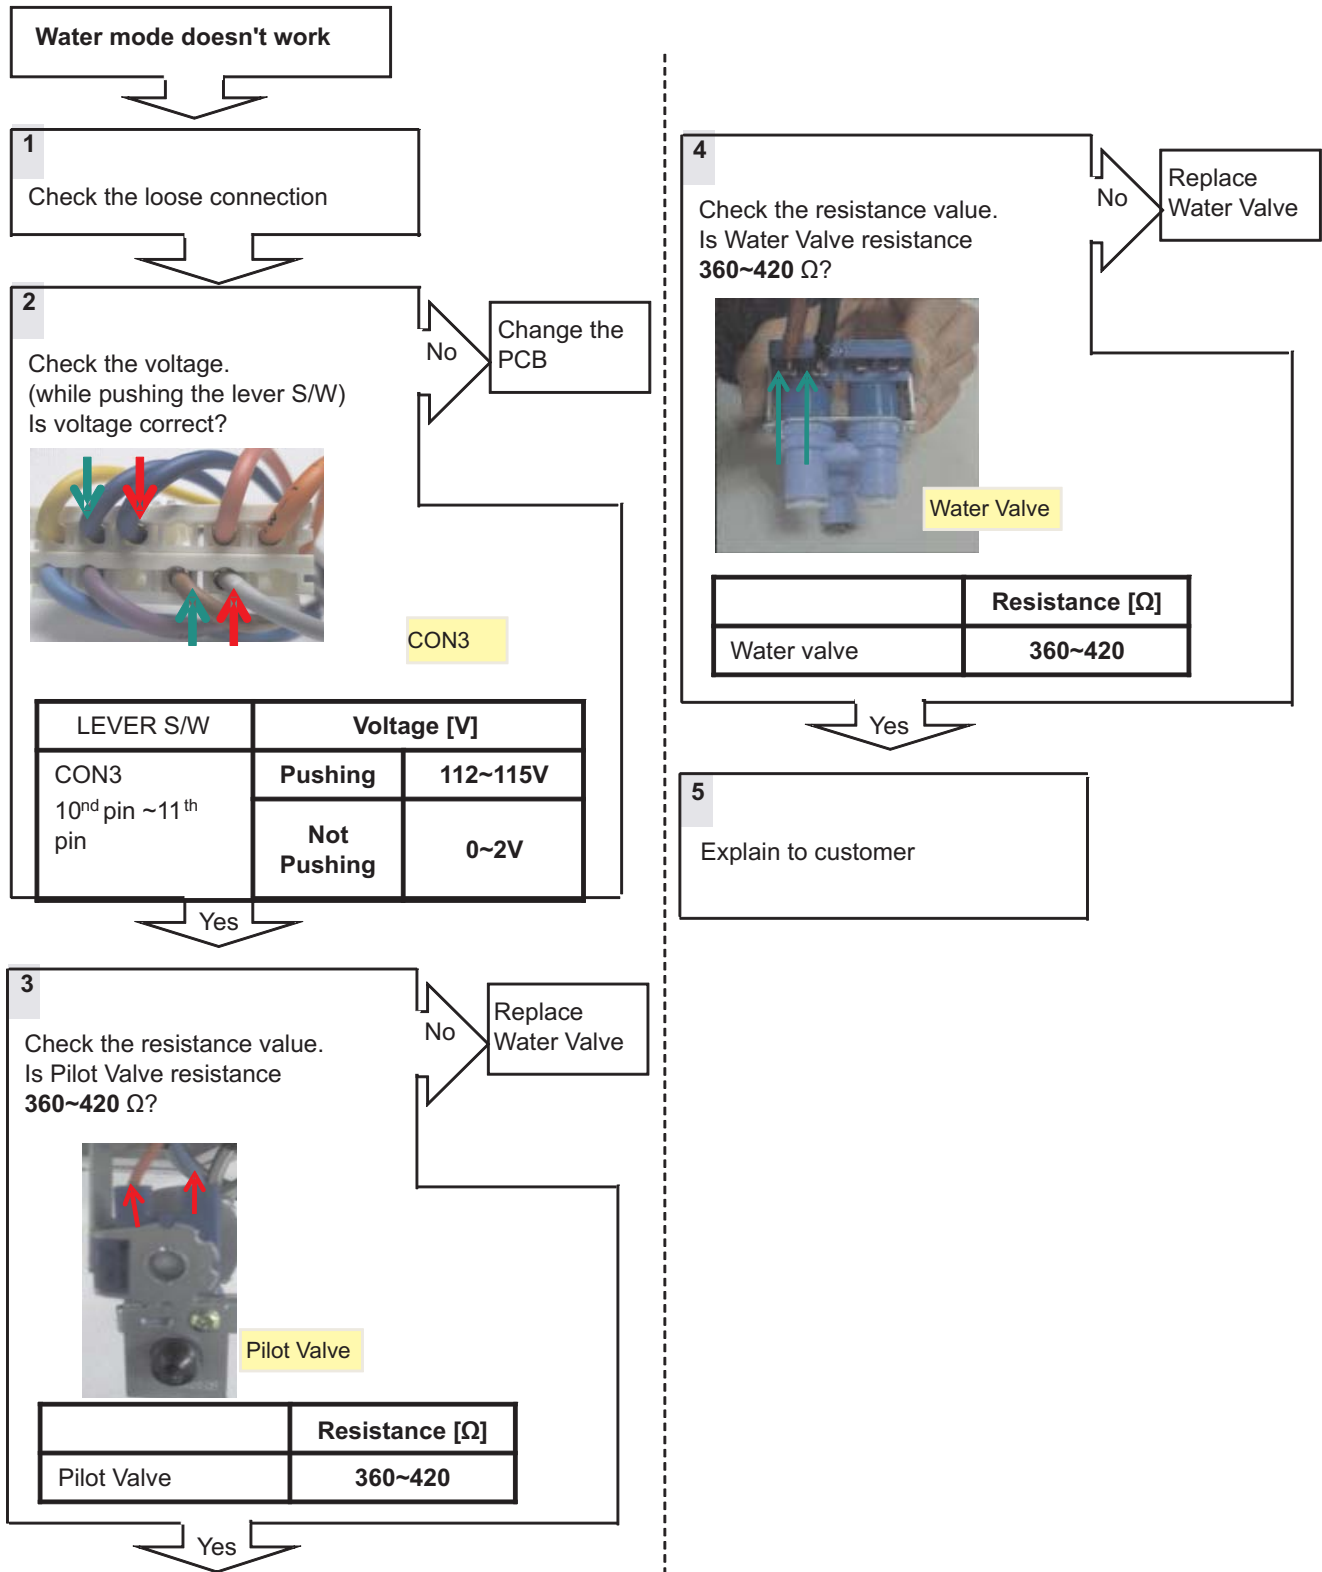 Water mode doesn't work
1
Check the loose connection
2
Check the voltage.
(while pushing the lever S/W)
Is voltage correct?
No
Change the
PCB
CON3
LEVER S/W
Voltage [V]
CON3
10nd pin ~11th
pin
Pushing
112~115V
Not
Pushing
0~2V
Yes
3
Check the resistance value.
Is Pilot Valve resistance
360~420 Ω?
No
Replace
Water Valve
Pilot Valve
Resistance [Ω]
Pilot Valve
360~420
Yes
4
Check the resistance value.
Is Water Valve resistance
360~420 Ω?
No
Replace
Water Valve
Water Valve
Resistance [Ω]
Water valve
360~420
Yes
5
Explain to customer